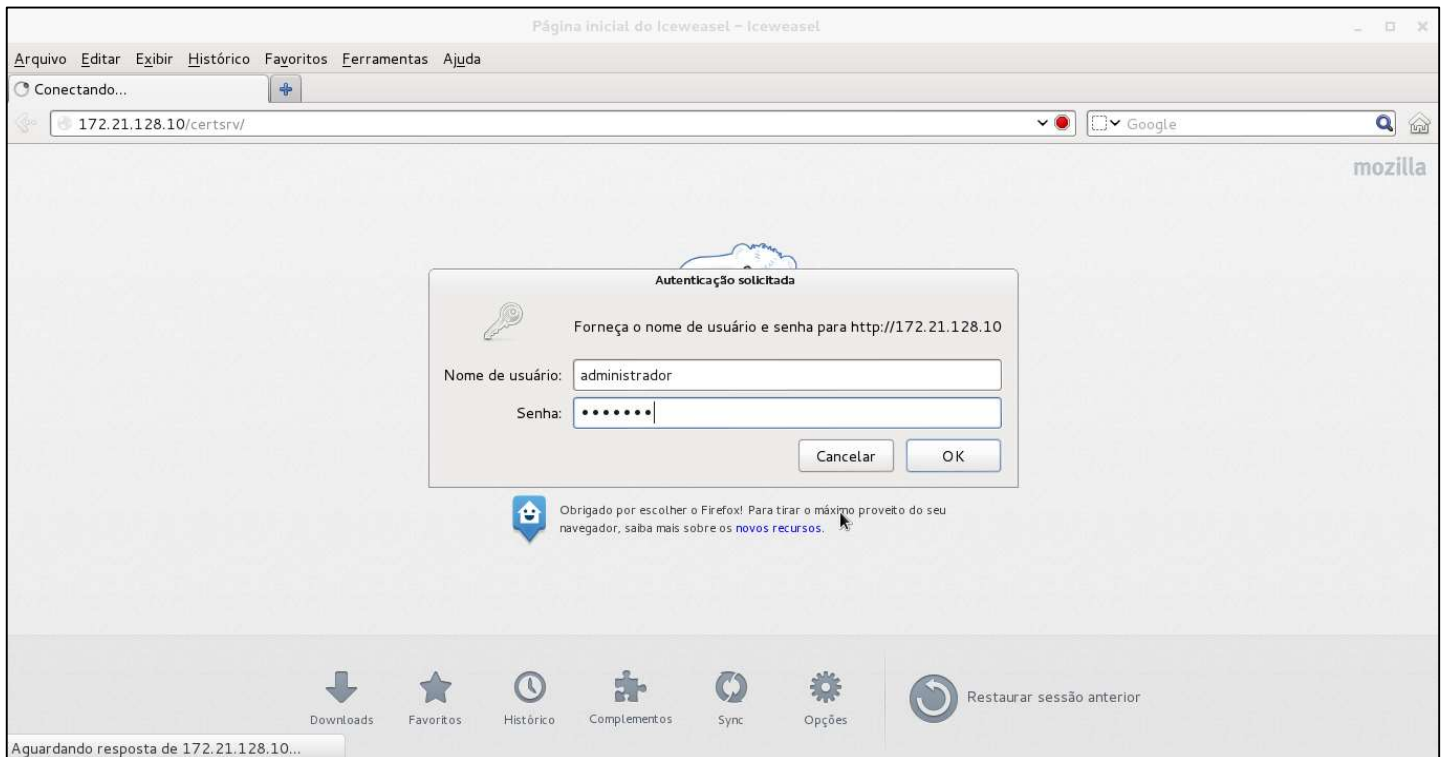 Página inicial do Iceweasel - Iceweasel
Arquivo Editar Exibir Histórico Favoritos Ferramentas Ajuda
Conectando...
172.21.128.10/certsrv/
Google
mozilla
Autenticação solicitada
Forneça o nome de usuário e senha para http://172.21.128.10
Nome de usuário: administrador
Senha: •••••••
Cancelar OK
Obrigado por escolher o Firefox! Para tirar o máximo proveito do seu
navegador, saiba mais sobre os novos recursos.
Downloads Favoritos Histórico Complementos Sync Opções Restaurar sessão anterior
Aguardando resposta de 172.21.128.10...